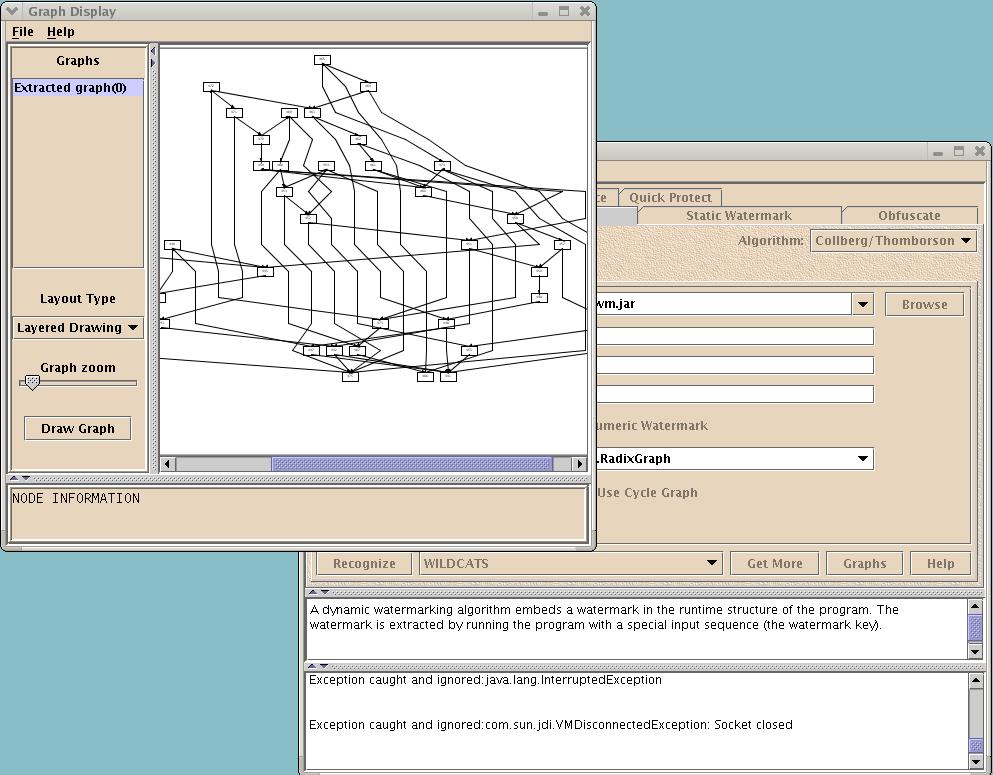 Graph Display
File Help
Graphs
Extracted graph(0)
Layout Type
Layered Drawing
Graph zoom
Draw Graph
NODE INFORMATION
ce Quick Protect
Static Watermark Obfuscate
Algorithm: Collberg/Thomborson
wm.jar Browse
umeric Watermark
.RadixGraph
Use Cycle Graph
Recognize WILDCATS Get More Graphs Help
A dynamic watermarking algorithm embeds a watermark in the runtime structure of the program. The
watermark is extracted by running the program with a special input sequence (the watermark key).
Exception caught and ignored:java.lang.InterruptedException
Exception caught and ignored:com.sun.jdi.VMDisconnectedException: Socket closed